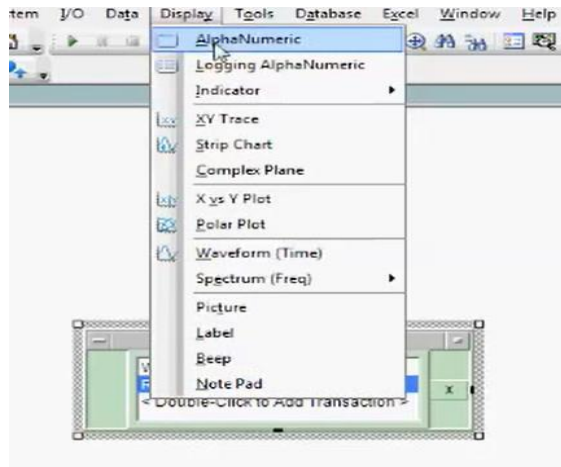 tem I/O Data Display Tools Database Excel Window Help
AlphaNumeric
Logging AlphaNumeric
Indicator
XY Trace
Strip Chart
Complex Plane
X vs Y Plot
Polar Plot
Waveform (Time)
Spectrum (Freq)
Picture
Label
Beep
Note Pad
x
< Double-Click to Add Transaction >